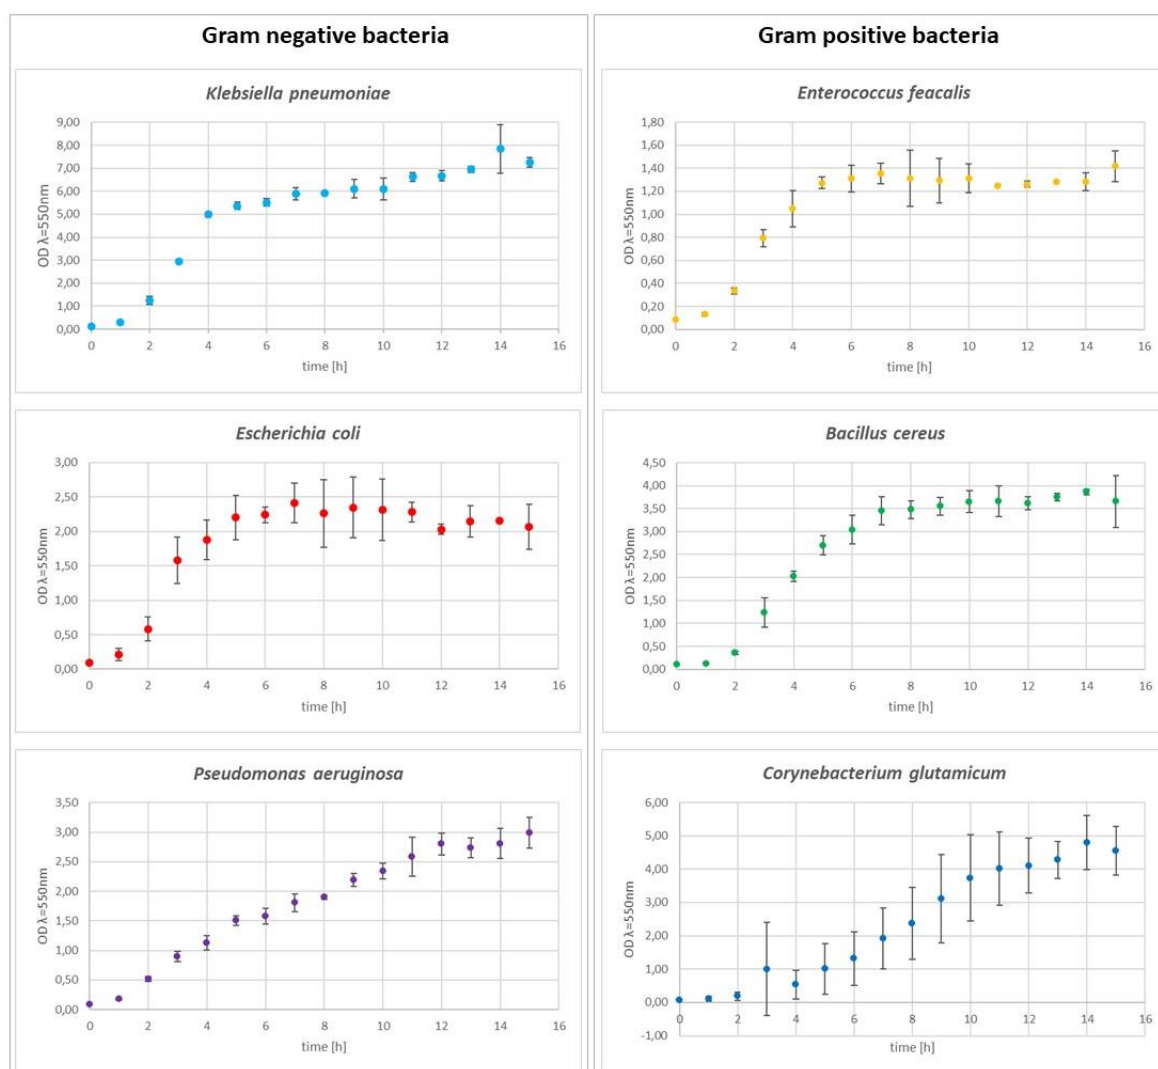 Gram negative bacteria
Klebsiella pneumoniae
9,00
8,00
7,00
6,00
5,00
4,00
3,00
2,00
1,00
0,00
OD λ=550nm
0 2 4 6 8 10 12 14 16
time [h]
Escherichia coli
3,00
2,50
2,00
1,50
1,00
0,50
0,00
OD λ=550nm
0 2 4 6 8 10 12 14 16
time [h]
Pseudomonas aeruginosa
3,50
3,00
2,50
2,00
1,50
1,00
0,50
0,00
OD λ=550nm
0 2 4 6 8 10 12 14 16
time [h]
Gram positive bacteria
Enterococcus feacalis
1,80
1,60
1,40
1,20
1,00
0,80
0,60
0,40
0,20
0,00
OD λ=550nm
0 2 4 6 8 10 12 14 16
time [h]
Bacillus cereus
4,50
4,00
3,50
3,00
2,50
2,00
1,50
1,00
0,50
0,00
OD λ=550nm
0 2 4 6 8 10 12 14 16
time [h]
Corynebacterium glutamicum
6,00
5,00
4,00
3,00
2,00
1,00
0,00
-1,00
OD λ=550nm
0 2 4 6 8 10 12 14 16
time [h]